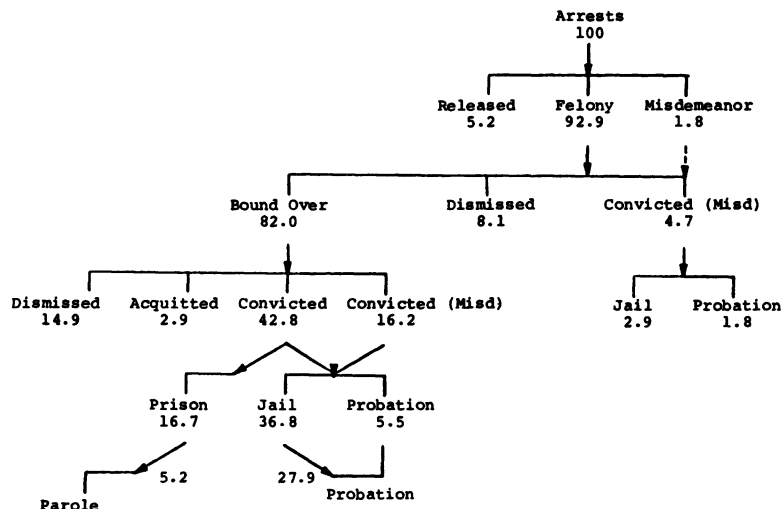 Arrests
100
Released Felony Misdemeanor
5.2 92.9 1.8
Bound Over Dismissed Convicted (Misd)
82.0 8.1 4.7
Dismissed Acquitted Convicted Convicted (Misd) Jail Probation
14.9 2.9 42.8 16.2 2.9 1.8
Prison Jail Probation
16.7 36.8 5.5
5.2 27.9
Probation
Parole